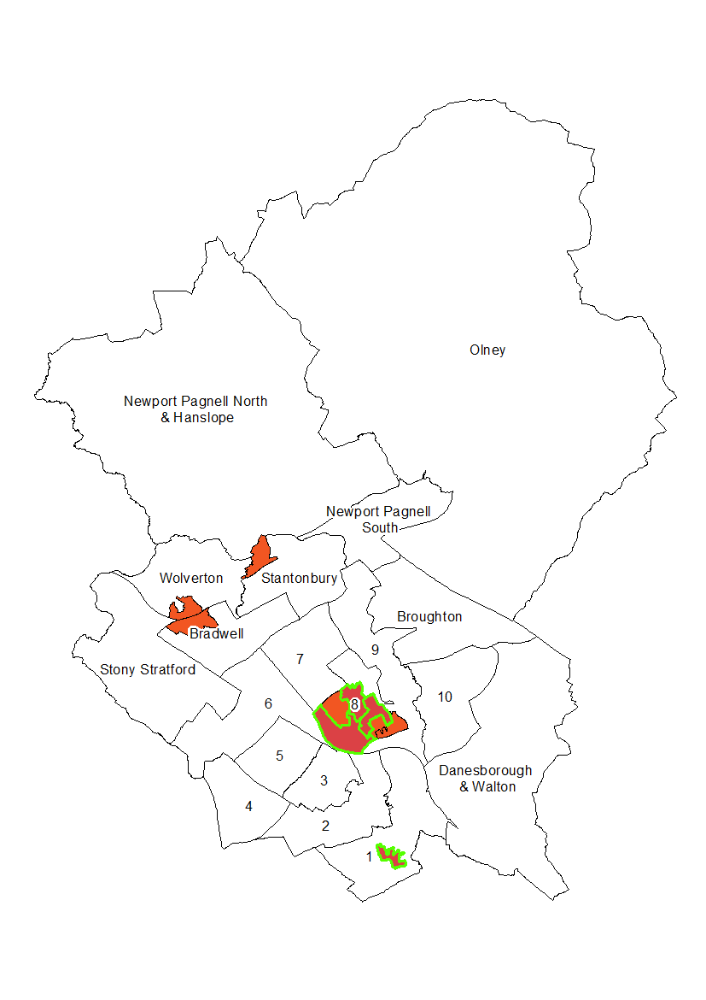 Olney
Newport Pagnell North
& Hanslope
Newport Pagnell
South
Wolverton
Stantonbury
Broughton
Bradwell
Stony Stratford
7
9
10
6
8
5
3
Danesborough
& Walton
4
2
1